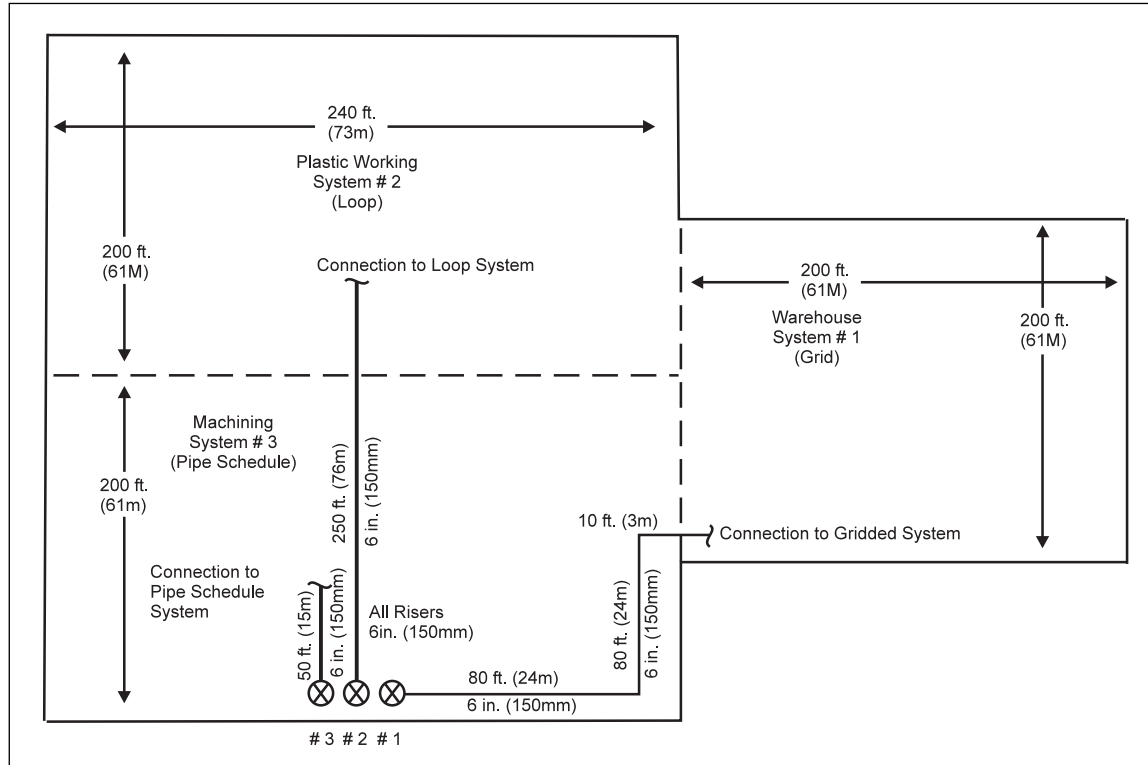 240 ft.
(73m)
Plastic Working
System # 2
(Loop)
200 ft.
(61M)
Connection to Loop System
200 ft.
(61M)
Warehouse
System # 1
(Grid)
200 ft.
(61M)
Machining
System # 3
(Pipe Schedule)
200 ft.
(61m)
250 ft. (76m)
6 in. (150mm)
10 ft. (3m)
Connection to Gridded System
Connection to
Pipe Schedule
System
50 ft. (15m)
6 in. (150mm)
All Risers
6in. (150mm)
80 ft. (24m)
6 in. (150mm)
80 ft. (24m)
6 in. (150mm)
# 3 # 2 # 1